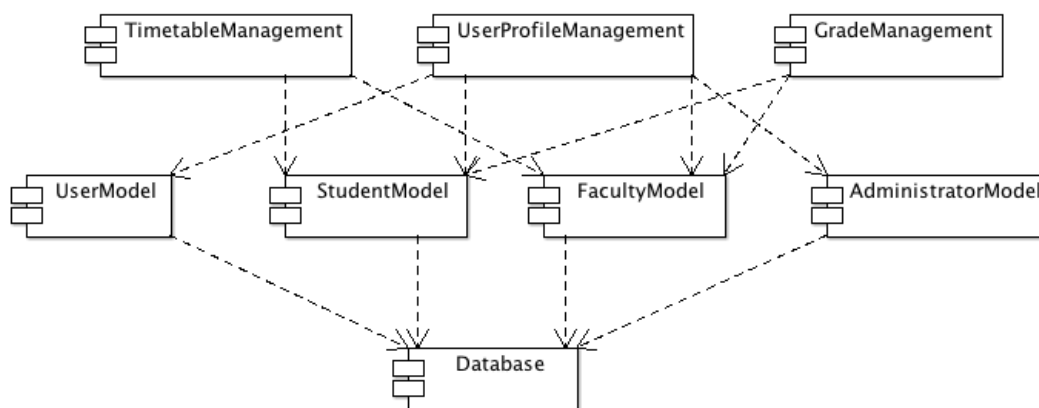 TimetableManagement
UserProfileManagement
GradeManagement
UserModel
StudentModel
FacultyModel
AdministratorModel
Database